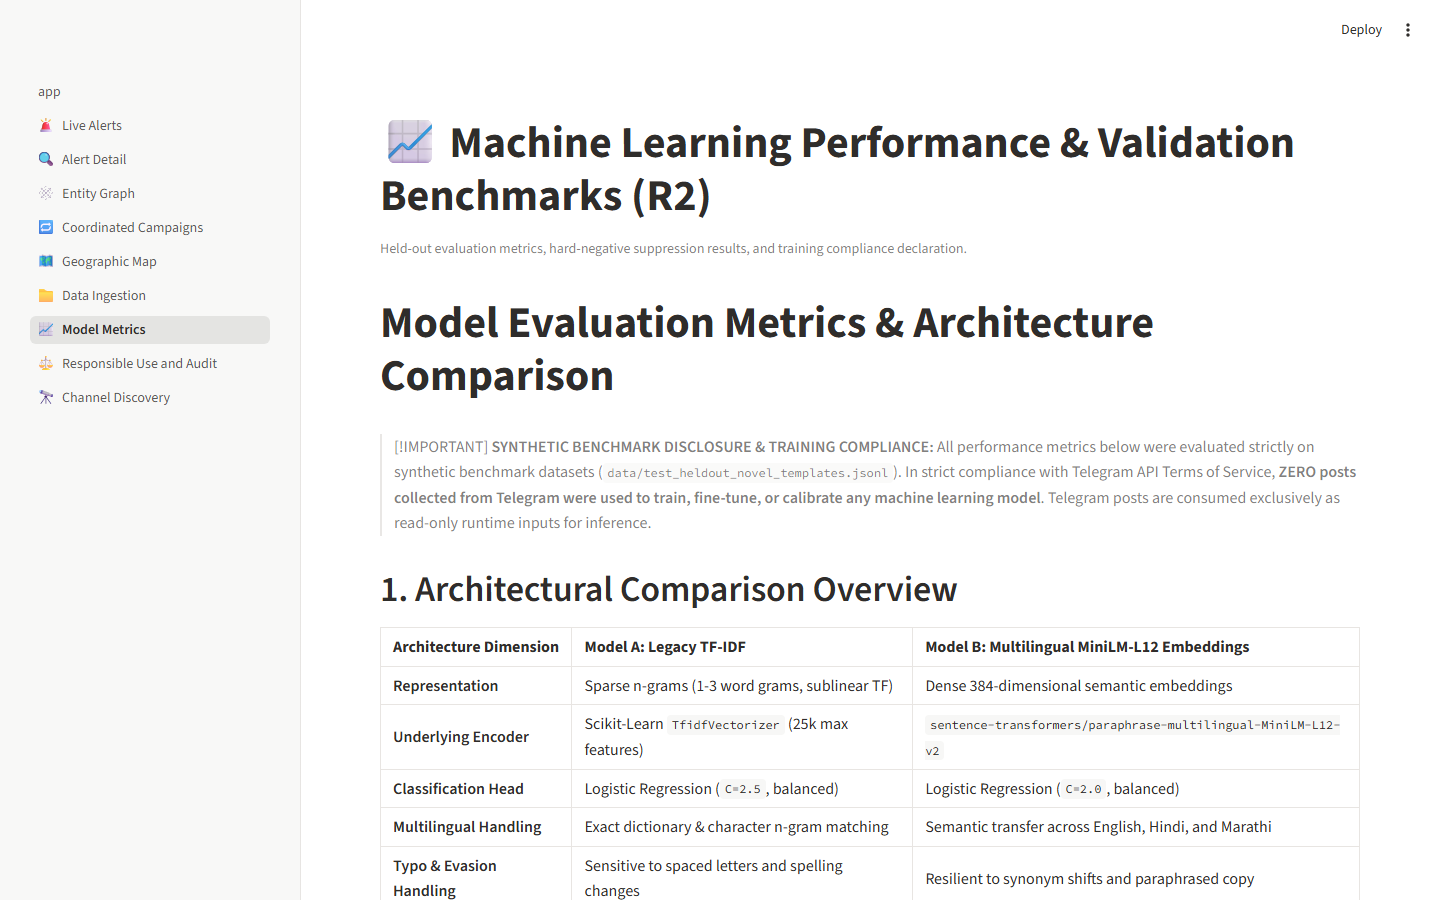 Deploy
app
Live Alerts
Alert Detail
Entity Graph
Coordinated Campaigns
Geographic Map
Data Ingestion
Model Metrics
Responsible Use and Audit
Channel Discovery
Machine Learning Performance & Validation
Benchmarks (R2)
Held-out evaluation metrics, hard-negative suppression results, and training compliance declaration.
Model Evaluation Metrics & Architecture
Comparison
[!IMPORTANT] SYNTHETIC BENCHMARK DISCLOSURE & TRAINING COMPLIANCE: All performance metrics below were evaluated strictly on
synthetic benchmark datasets ( data/test_heldout_novel_templates.jsonl ). In strict compliance with Telegram API Terms of Service, ZERO posts
collected from Telegram were used to train, fine-tune, or calibrate any machine learning model. Telegram posts are consumed exclusively as
read-only runtime inputs for inference.
1. Architectural Comparison Overview
Architecture Dimension Model A: Legacy TF-IDF Model B: Multilingual MiniLM-L12 Embeddings
Representation Sparse n-grams (1-3 word grams, sublinear TF) Dense 384-dimensional semantic embeddings
Underlying Encoder
Scikit-Learn TfidfVectorizer (25k max
features)
sentence-transformers/paraphrase-multilingual-MiniLM-L12-
v2
Classification Head Logistic Regression ( C=2.5 , balanced) Logistic Regression ( C=2.0 , balanced)
Multilingual Handling Exact dictionary & character n-gram matching Semantic transfer across English, Hindi, and Marathi
Typo & Evasion
Handling
Sensitive to spaced letters and spelling
changes
Resilient to synonym shifts and paraphrased copy